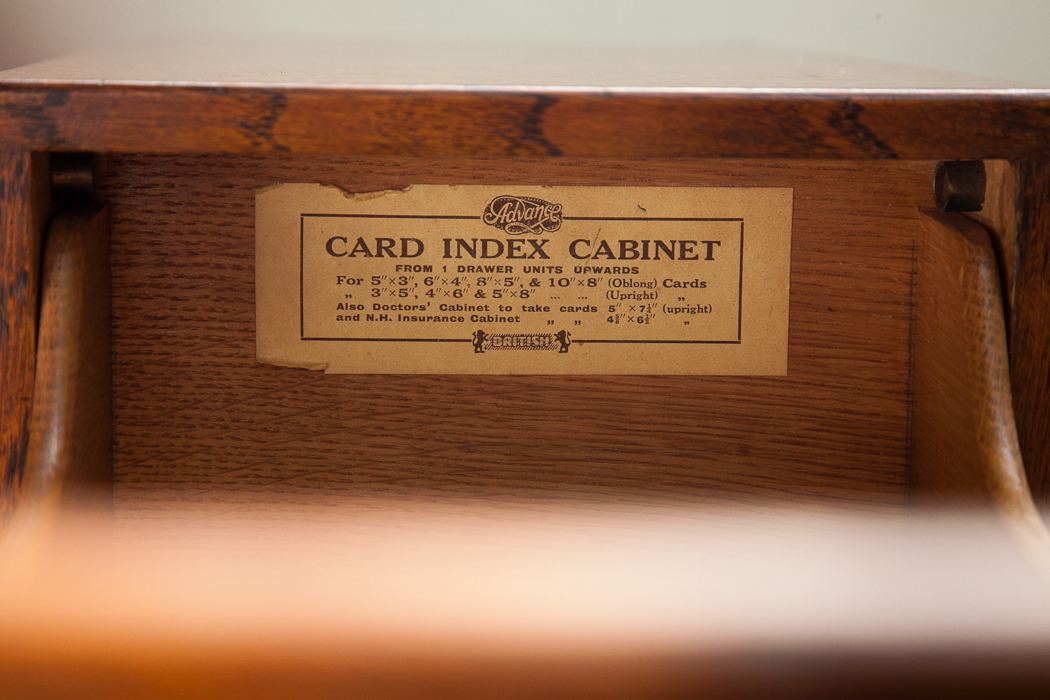 Advance
CARD INDEX CABINET
FROM 1 DRAWER UNITS UPWARDS
For 5"×3", 6"×4", 8"×5", & 10"×8" (Oblong) Cards
„ 3"×5", 4"×6" & 5"×8" ... ... (Upright) „
Also Doctors' Cabinet to take cards 5" × 7¼" (upright)
and N.H. Insurance Cabinet „ „ 4⅝"×6½" „
BRITISH